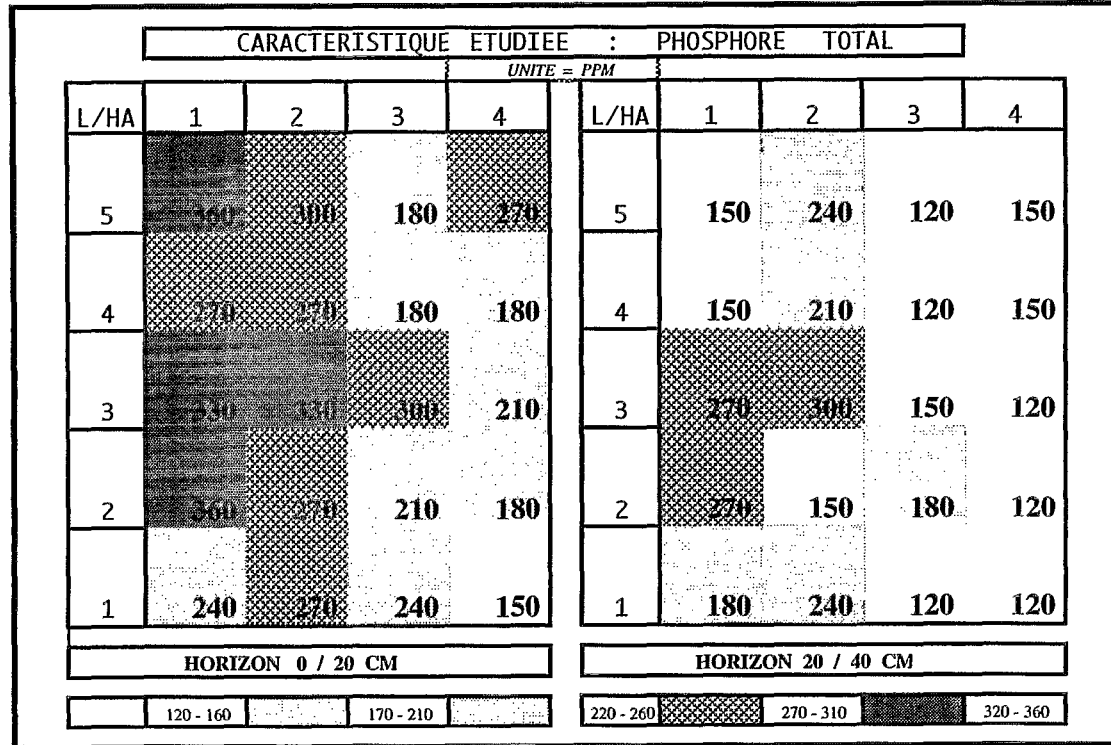 CARACTERISTIQUE ETUDIEE : PHOSPHORE TOTAL
UNITE = PPM
L/HA 1 2 3 4
5 360 300 180 270
4 270 270 180 180
3 330 330 300 210
2 360 270 210 180
1 240 270 240 150
HORIZON 0 / 20 CM
L/HA 1 2 3 4
5 150 240 120 150
4 150 210 120 150
3 270 300 150 120
2 270 150 180 120
1 180 240 120 120
HORIZON 20 / 40 CM
120 - 160 170 - 210 220 - 260 270 - 310 320 - 360